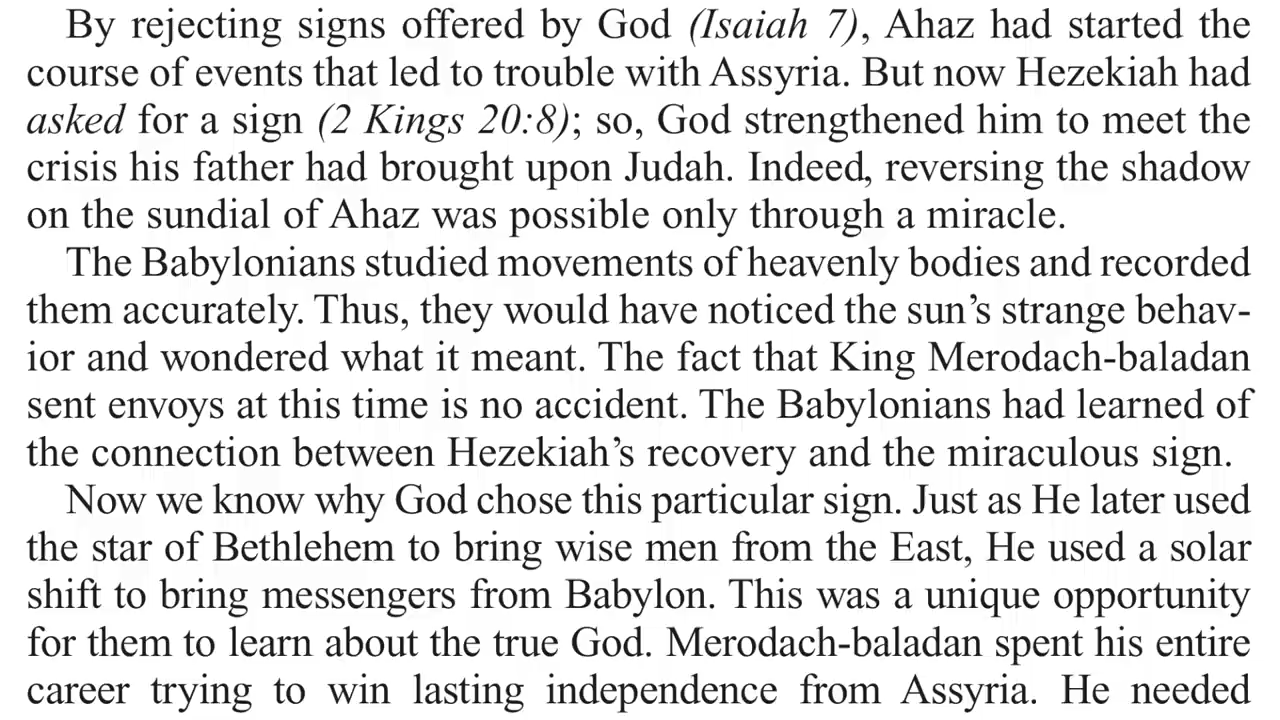 By rejecting signs offered by God (Isaiah 7), Ahaz had started the
course of events that led to trouble with Assyria. But now Hezekiah had
asked for a sign (2 Kings 20:8); so, God strengthened him to meet the
crisis his father had brought upon Judah. Indeed, reversing the shadow
on the sundial of Ahaz was possible only through a miracle.
The Babylonians studied movements of heavenly bodies and recorded
them accurately. Thus, they would have noticed the sun’s strange behav-
ior and wondered what it meant. The fact that King Merodach-baladan
sent envoys at this time is no accident. The Babylonians had learned of
the connection between Hezekiah’s recovery and the miraculous sign.
Now we know why God chose this particular sign. Just as He later used
the star of Bethlehem to bring wise men from the East, He used a solar
shift to bring messengers from Babylon. This was a unique opportunity
for them to learn about the true God. Merodach-baladan spent his entire
career trying to win lasting independence from Assyria. He needed